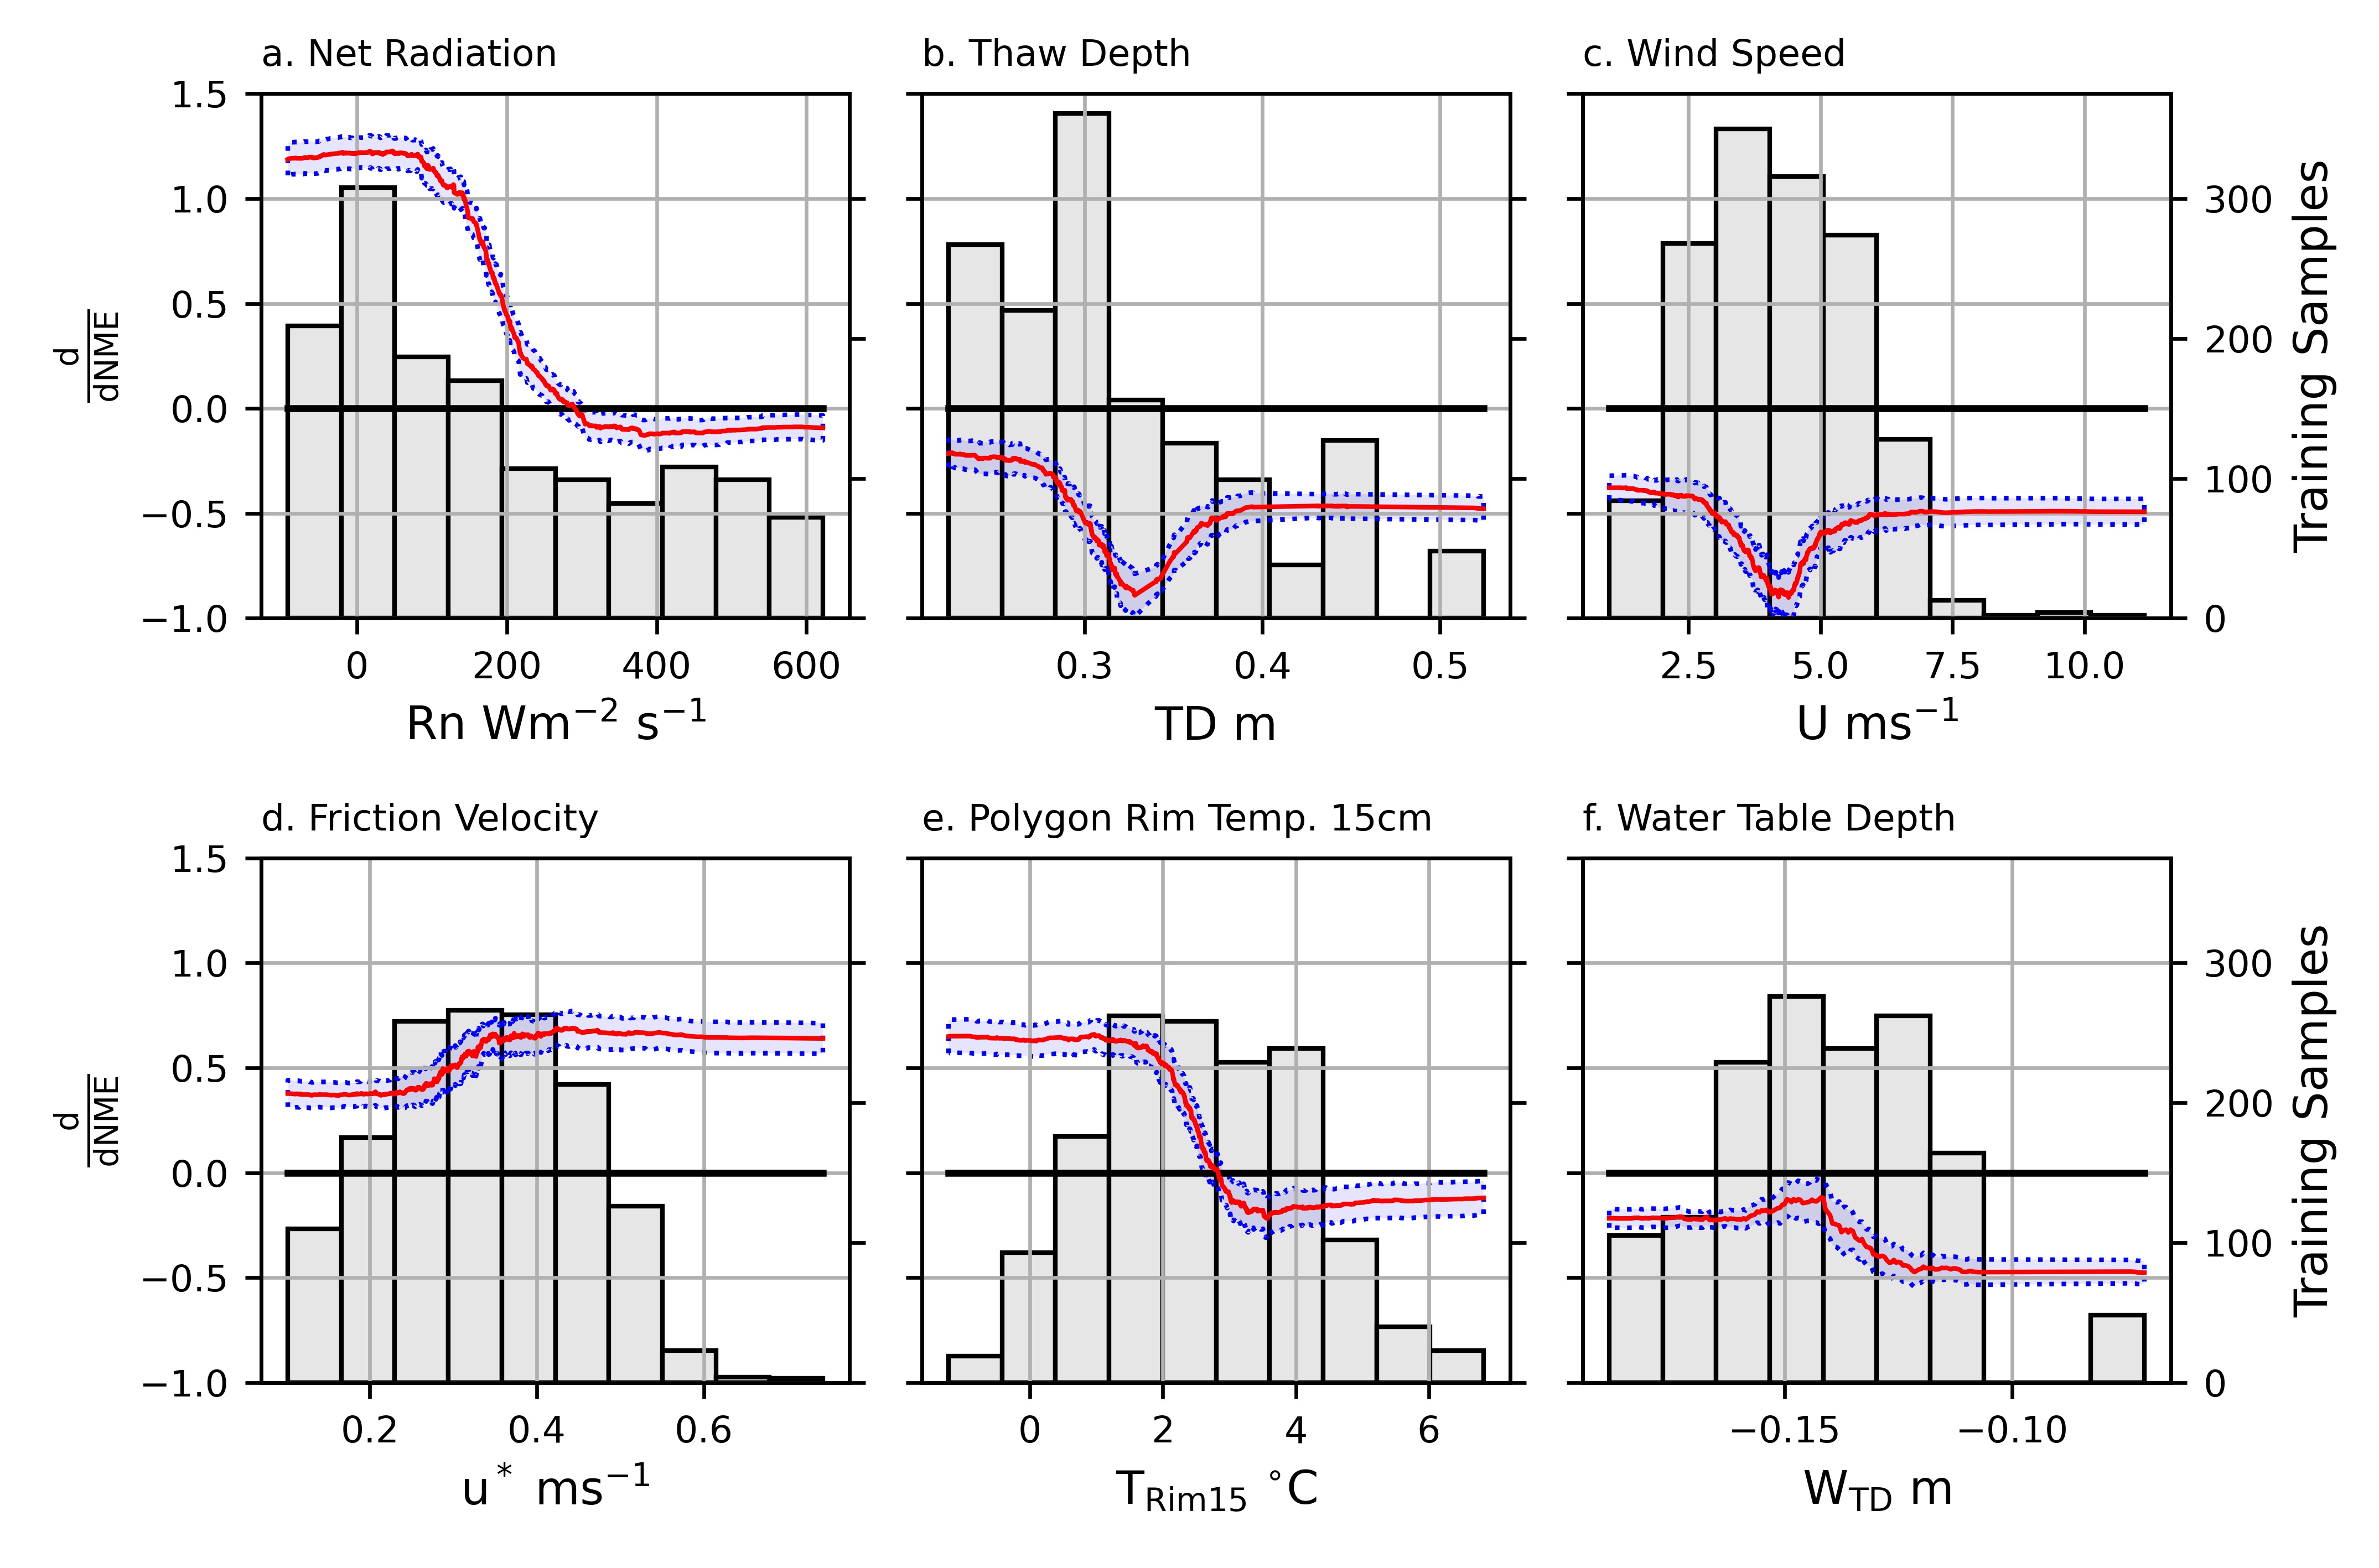 a. Net Radiation
b. Thaw Depth
c. Wind Speed
1.5
1.0
0.5
0.0
−0.5
−1.0
d
dNME
300
200
100
0
Training Samples
0 200 400 600
0.3 0.4 0.5
2.5 5.0 7.5 10.0
Rn Wm⁻² s⁻¹
TD m
U ms⁻¹
d. Friction Velocity
e. Polygon Rim Temp. 15cm
f. Water Table Depth
1.5
1.0
0.5
0.0
−0.5
−1.0
d
dNME
300
200
100
0
Training Samples
0.2 0.4 0.6
0 2 4 6
−0.15 −0.10
u* ms⁻¹
T_Rim15 °C
W_TD m